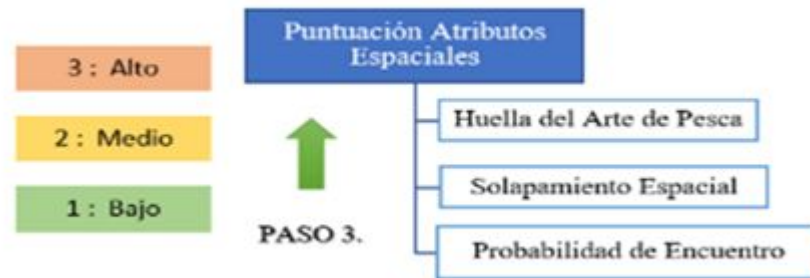 Puntuación Atributos
Espaciales
3 : Alto
2 : Medio
1 : Bajo
PASO 3.
Huella del Arte de Pesca
Solapamiento Espacial
Probabilidad de Encuentro